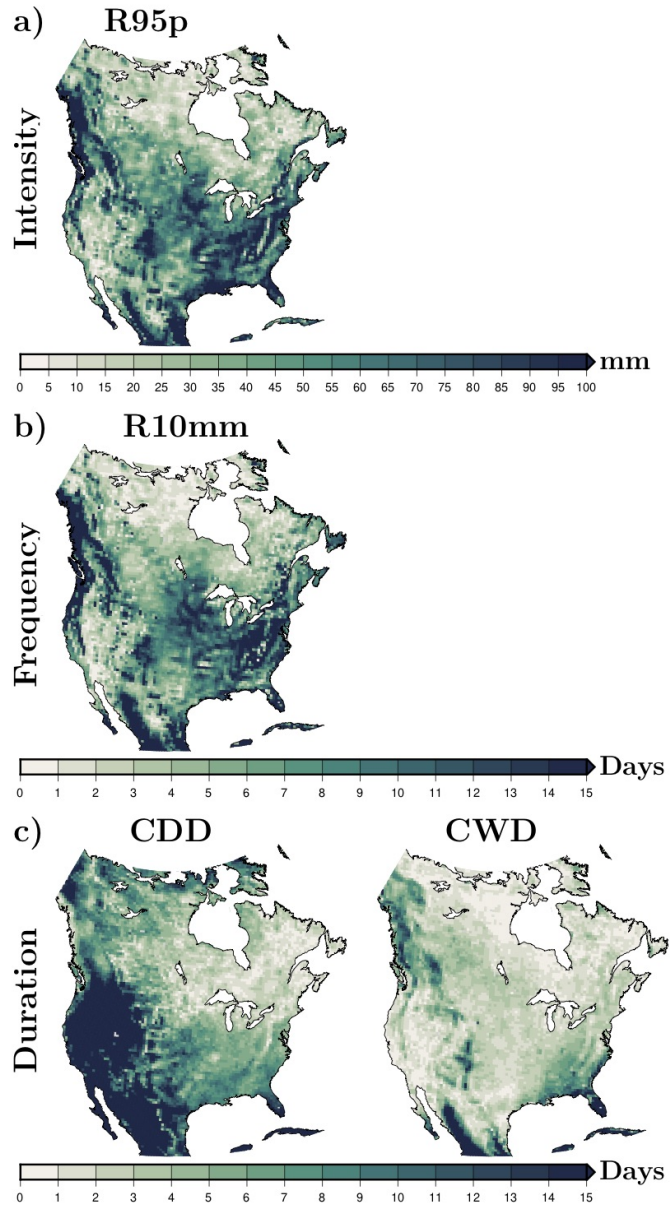 a) R95p
Intensity
mm
0 5 10 15 20 25 30 35 40 45 50 55 60 65 70 75 80 85 90 95 100
b) R10mm
Frequency
Days
0 1 2 3 4 5 6 7 8 9 10 11 12 13 14 15
c) CDD CWD
Duration
Days
0 1 2 3 4 5 6 7 8 9 10 11 12 13 14 15